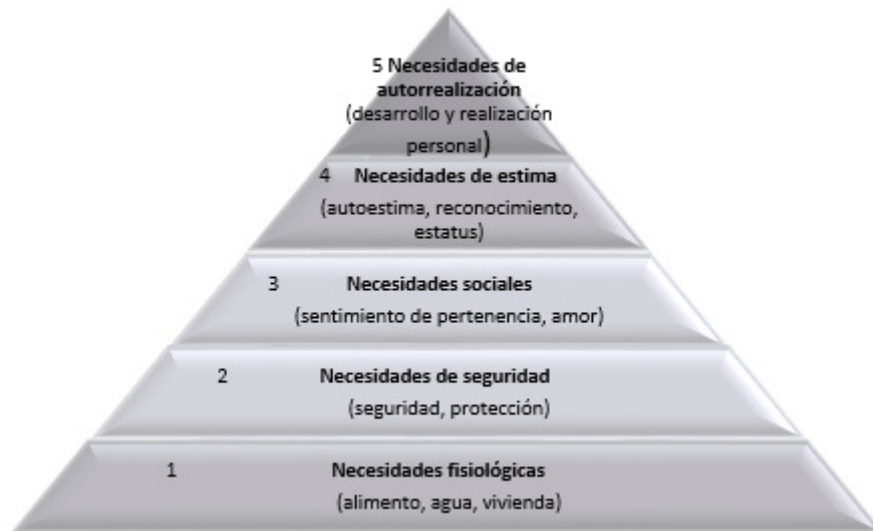 5 Necesidades de
autorrealización
(desarrollo y realización
personal)
4 Necesidades de estima
(autoestima, reconocimiento,
estatus)
3 Necesidades sociales
(sentimiento de pertenencia, amor)
2 Necesidades de seguridad
(seguridad, protección)
1 Necesidades fisiológicas
(alimento, agua, vivienda)